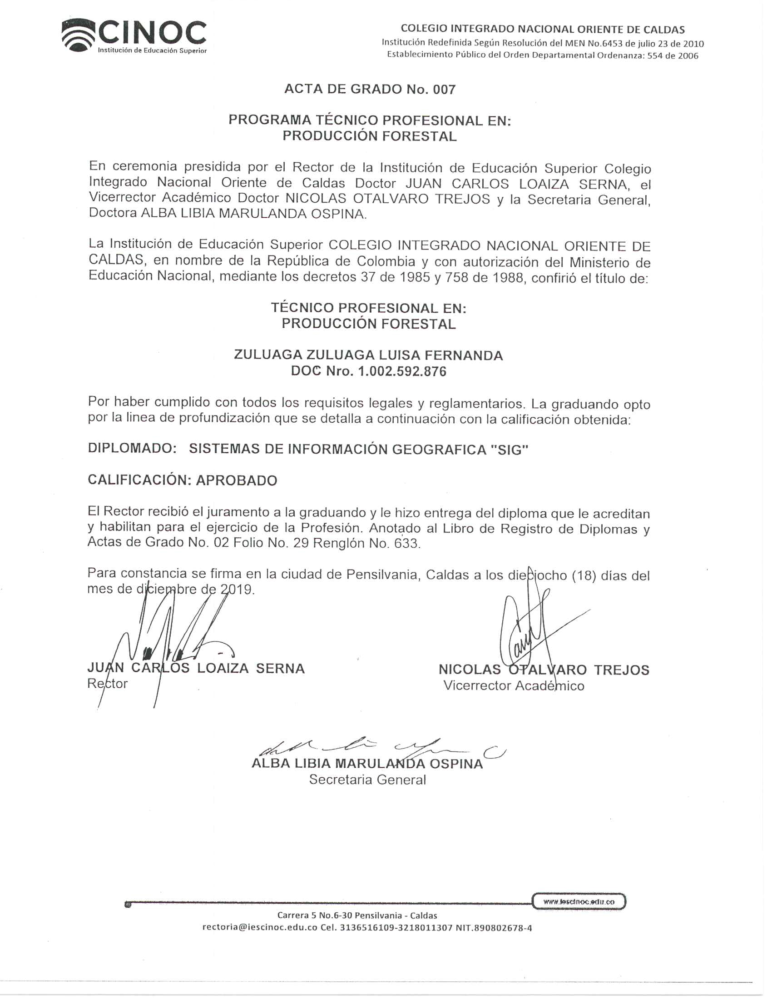 CINOC
Institución de Educación Superior
COLEGIO INTEGRADO NACIONAL ORIENTE DE CALDAS
Institución Redefinida Según Resolución del MEN No.6453 de julio 23 de 2010
Establecimiento Público del Orden Departamental Ordenanza: 554 de 2006
ACTA DE GRADO No. 007
PROGRAMA TÉCNICO PROFESIONAL EN:
PRODUCCIÓN FORESTAL
En ceremonia presidida por el Rector de la Institución de Educación Superior Colegio
Integrado Nacional Oriente de Caldas Doctor JUAN CARLOS LOAIZA SERNA, el
Vicerrector Académico Doctor NICOLAS OTALVARO TREJOS y la Secretaria General,
Doctora ALBA LIBIA MARULANDA OSPINA.
La Institución de Educación Superior COLEGIO INTEGRADO NACIONAL ORIENTE DE
CALDAS, en nombre de la República de Colombia y con autorización del Ministerio de
Educación Nacional, mediante los decretos 37 de 1985 y 758 de 1988, confirió el título de:
TÉCNICO PROFESIONAL EN:
PRODUCCIÓN FORESTAL
ZULUAGA ZULUAGA LUISA FERNANDA
DOC Nro. 1.002.592.876
Por haber cumplido con todos los requisitos legales y reglamentarios. La graduando opto
por la linea de profundización que se detalla a continuación con la calificación obtenida:
DIPLOMADO: SISTEMAS DE INFORMACIÓN GEOGRAFICA "SIG"
CALIFICACIÓN: APROBADO
El Rector recibió el juramento a la graduando y le hizo entrega del diploma que le acreditan
y habilitan para el ejercicio de la Profesión. Anotado al Libro de Registro de Diplomas y
Actas de Grado No. 02 Folio No. 29 Renglón No. 633.
Para constancia se firma en la ciudad de Pensilvania, Caldas a los dieciocho (18) días del
mes de diciembre de 2019.
JUAN CARLOS LOAIZA SERNA
Rector
NICOLAS OTALVARO TREJOS
Vicerrector Académico
ALBA LIBIA MARULANDA OSPINA
Secretaria General
www.iescinoc.edu.co
Carrera 5 No.6-30 Pensilvania - Caldas
rectoria@iescinoc.edu.co Cel. 3136516109-3218011307 NIT.890802678-4